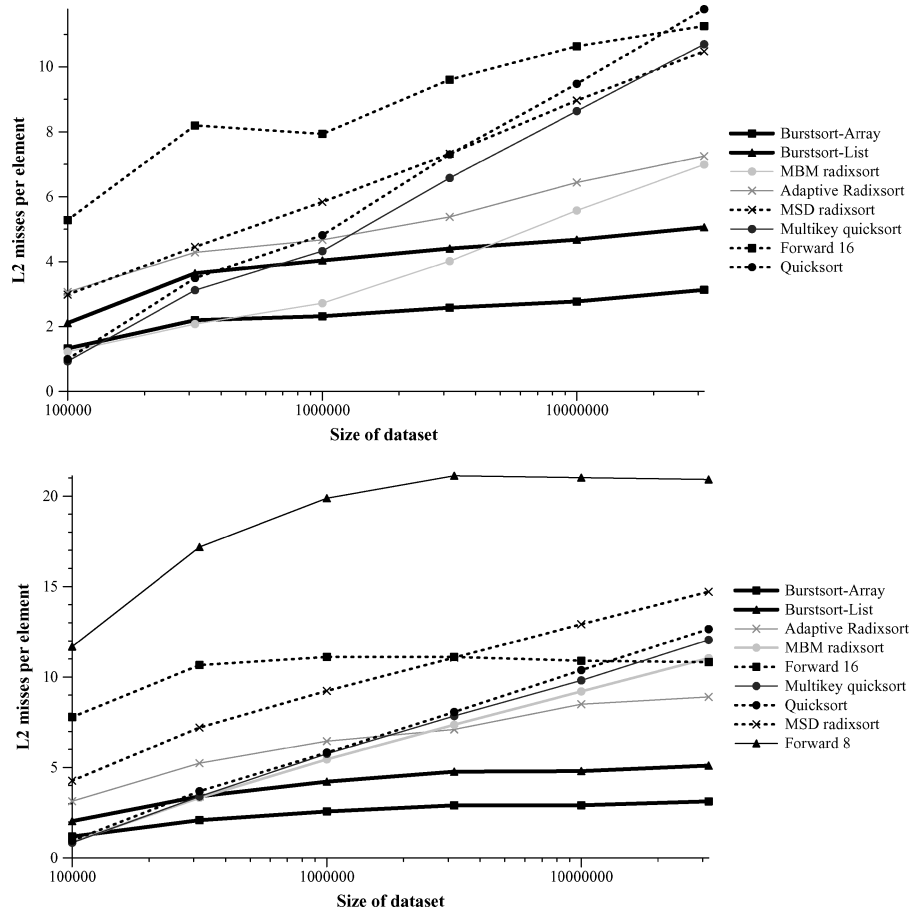 L2 misses per element
10
8
6
4
2
0
100000
1000000
10000000
Size of dataset
Burstsort-Array
Burstsort-List
MBM radixsort
Adaptive Radixsort
MSD radixsort
Multikey quicksort
Forward 16
Quicksort
L2 misses per element
20
15
10
5
0
100000
1000000
10000000
Size of dataset
Burstsort-Array
Burstsort-List
Adaptive Radixsort
MBM radixsort
Forward 16
Multikey quicksort
Quicksort
MSD radixsort
Forward 8